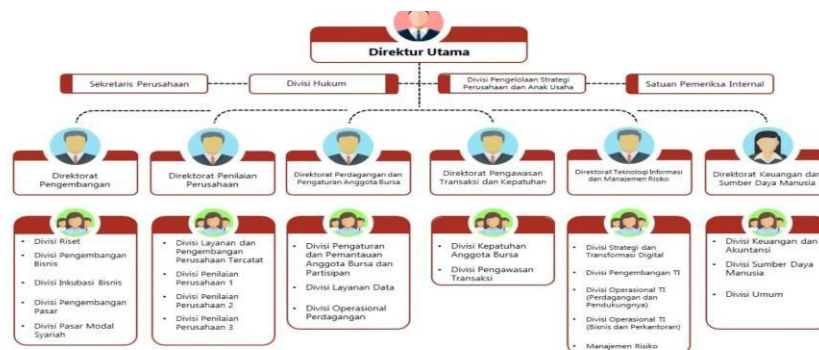 Direktur Utama
Sekretaris Perusahaan
Divisi Hukum
Divisi Pengelolaan Strategi
Perusahaan dan Anak Usaha
Satuan Pemeriksa Internal
Direktorat
Pengembangan
Direktorat Penilaian
Perusahaan
Direktorat Perdagangan dan
Pengaturan Anggota Bursa
Direktorat Pengawasan
Transaksi dan Kepatuhan
Direktorat Teknologi Informasi
dan Manajemen Risiko
Direktorat Keuangan dan
Sumber Daya Manusia
• Divisi Riset
• Divisi Pengembangan
Bisnis
• Divisi Inkubasi Bisnis
• Divisi Pengembangan
Pasar
• Divisi Pasar Modal
Syariah
• Divisi Layanan dan
Pengembangan
Perusahaan Tercatat
• Divisi Penilaian
Perusahaan 1
• Divisi Penilaian
Perusahaan 2
• Divisi Penilaian
Perusahaan 3
• Divisi Pengaturan
dan Pemantauan
Anggota Bursa dan
Partisipan
• Divisi Layanan Data
• Divisi Operasional
Perdagangan
• Divisi Kepatuhan
Anggota Bursa
• Divisi Pengawasan
Transaksi
• Divisi Strategi dan
Transformasi Digital
• Divisi Pengembangan TI
• Divisi Operasional TI
(Perdagangan dan
Pendukungnya)
• Divisi Operasional TI
(Bisnis dan Perkantoran)
• Manajemen Risiko
• Divisi Keuangan dan
Akuntansi
• Divisi Sumber Daya
Manusia
• Divisi Umum